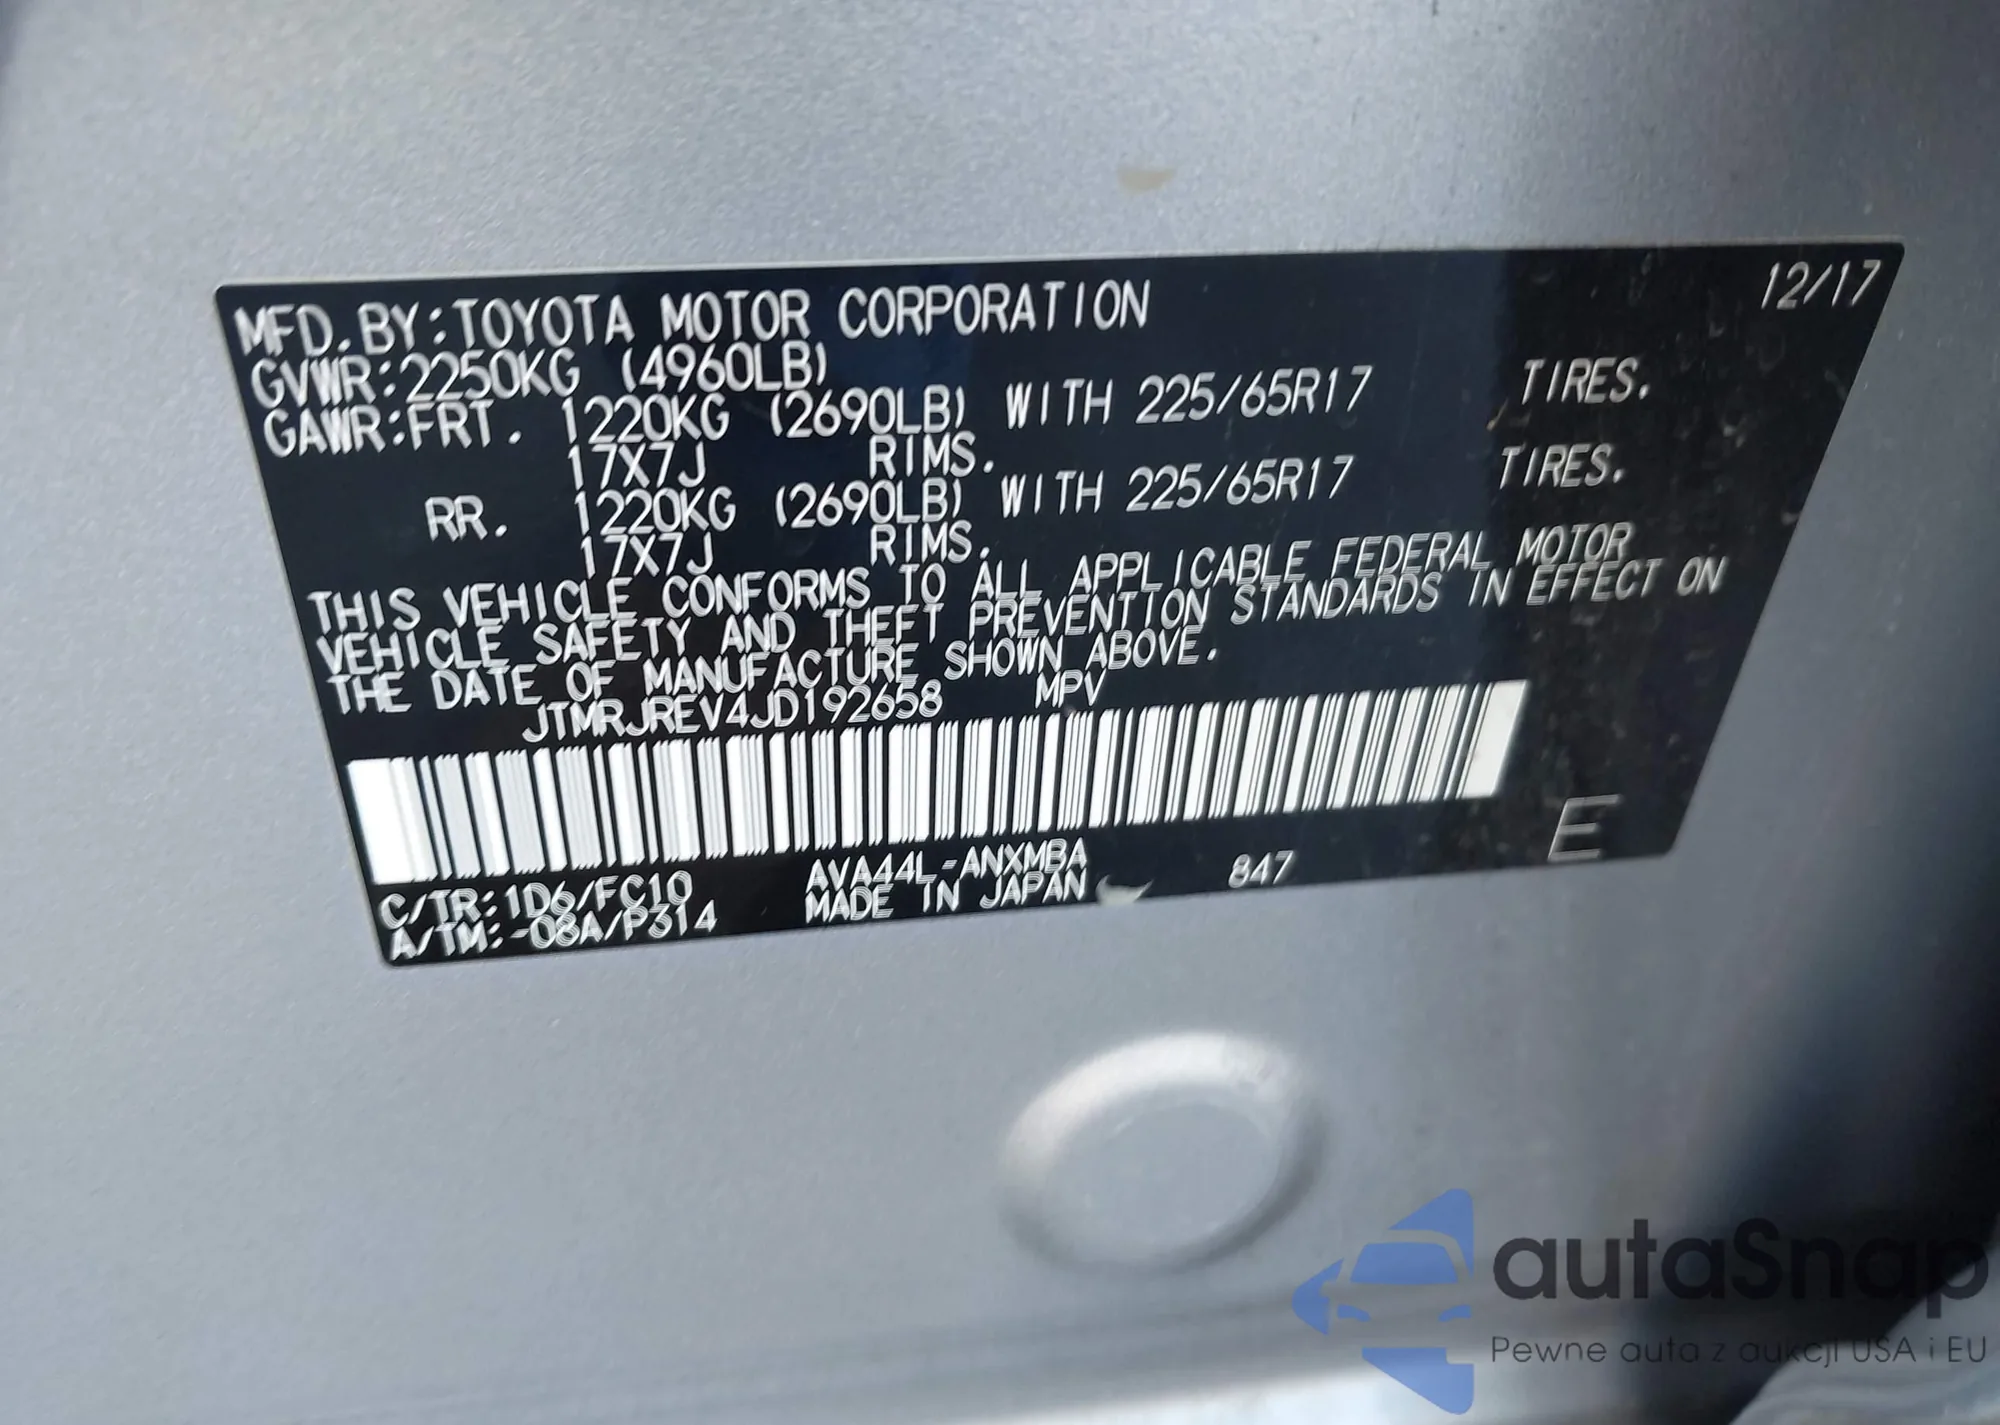 12/17
MFD.BY:TOYOTA MOTOR CORPORATION
GVWR:2250KG (4960LB)
GAWR:FRT. 1220KG (2690LB) WITH 225/65R17 TIRES.
17X7J RIMS.
RR. 1220KG (2690LB) WITH 225/65R17 TIRES.
17X7J RIMS.
THIS VEHICLE CONFORMS TO ALL APPLICABLE FEDERAL MOTOR
VEHICLE SAFETY AND THEFT PREVENTION STANDARDS IN EFFECT ON
THE DATE OF MANUFACTURE SHOWN ABOVE.
JTMRJREV4JD192658 MPV
E
C/TR:1D6/FC10 AVA44L-ANXMBA 847
A/TM:-08A/P314 MADE IN JAPAN
autaSnap
Pewne auta z aukcji USA i EU